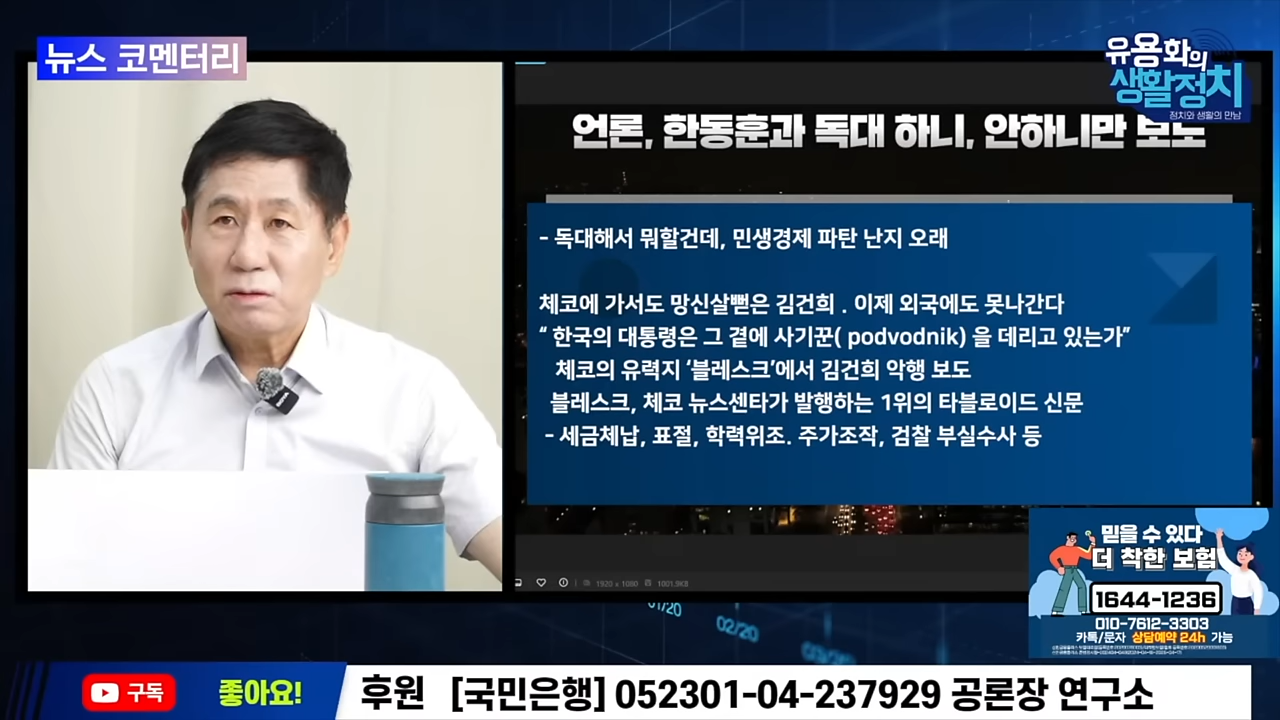 뉴스 코멘터리
유용화의
생활정치
정치와 생활의 만남
언론, 한동훈과 독대 하니, 안하니만 보도
- 독대해서 뭐할건데, 민생경제 파탄 난지 오래
체코에 가서도 망신살뻗은 김건희 . 이제 외국에도 못나간다
“ 한국의 대통령은 그 곁에 사기꾼( podvodnik) 을 데리고 있는가”
체코의 유력지 ‘블레스크’에서 김건희 악행 보도
블레스크, 체코 뉴스센타가 발행하는 1위의 타블로이드 신문
- 세금체납, 표절, 학력위조. 주가조작, 검찰 부실수사 등
1920 x 1080 1001.9KB
믿을 수 있다
더 착한 보험
1644-1236
010-7612-3303
카톡/문자 상담예약 24h 가능
01/20
02/20
구독
좋아요!
후원 [국민은행] 052301-04-237929 공론장 연구소